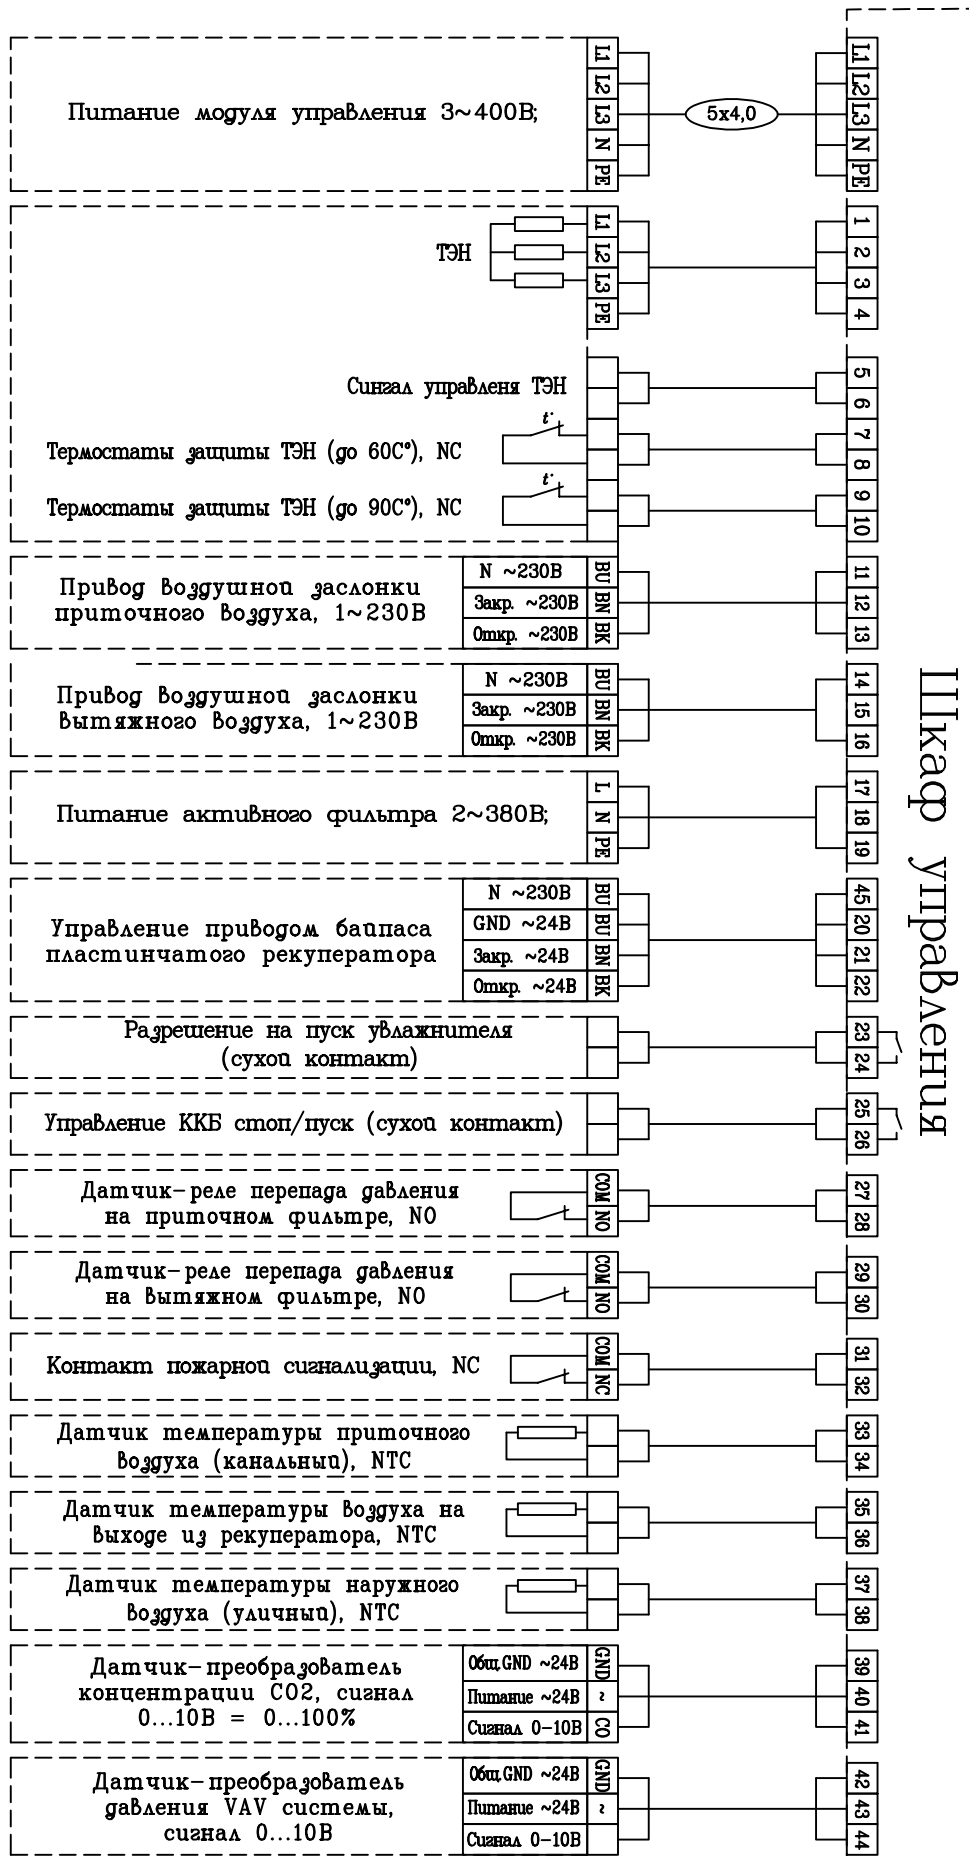 Питание модуля управления 3~400В;
L1
L2
L3
N
PE
5x4,0
L1
L2
L3
N
PE
ТЭН
L1
L2
L3
PE
1
2
3
4
Сингал управленя ТЭН
5
6
t°
Термостаты защиты ТЭН (до 60С°), NC
7
8
t°
Термостаты защиты ТЭН (до 90С°), NC
9
10
Привод воздушной заслонки
приточного воздуха, 1~230В
N ~230В
Закр. ~230В
Откр. ~230В
BU
BN
BK
11
12
13
Привод воздушной заслонки
вытяжного воздуха, 1~230В
N ~230В
Закр. ~230В
Откр. ~230В
BU
BN
BK
14
15
16
Питание активного фильтра 2~380В;
L
N
PE
17
18
19
Управление приводом байпаса
пластинчатого рекуператора
N ~230В
GND ~24В
Закр. ~24В
Откр. ~24В
BU
BU
BN
BK
45
20
21
22
Разрешение на пуск увлажнителя
(сухой контакт)
23
24
Управление ККБ стоп/пуск (сухой контакт)
25
26
Датчик-реле перепада давления
на приточном фильтре, NO
COM
NO
27
28
Датчик-реле перепада давления
на вытяжном фильтре, NO
COM
NO
29
30
Контакт пожарной сигнализации, NC
COM
NC
31
32
Датчик температуры приточного
воздуха (канальный), NTC
33
34
Датчик температуры воздуха на
выходе из рекуператора, NTC
35
36
Датчик температуры наружного
воздуха (уличный), NTC
37
38
Датчик-преобразователь
концентрации СО2, сигнал
0...10В = 0...100%
Общ.GND ~24В
Питание ~24В
Сигнал 0-10В
GND
~
CO
39
40
41
Датчик-преобразователь
давления VAV системы,
сигнал 0...10В
Общ.GND ~24В
Питание ~24В
Сигнал 0-10В
GND
~
42
43
44
Шкаф управления